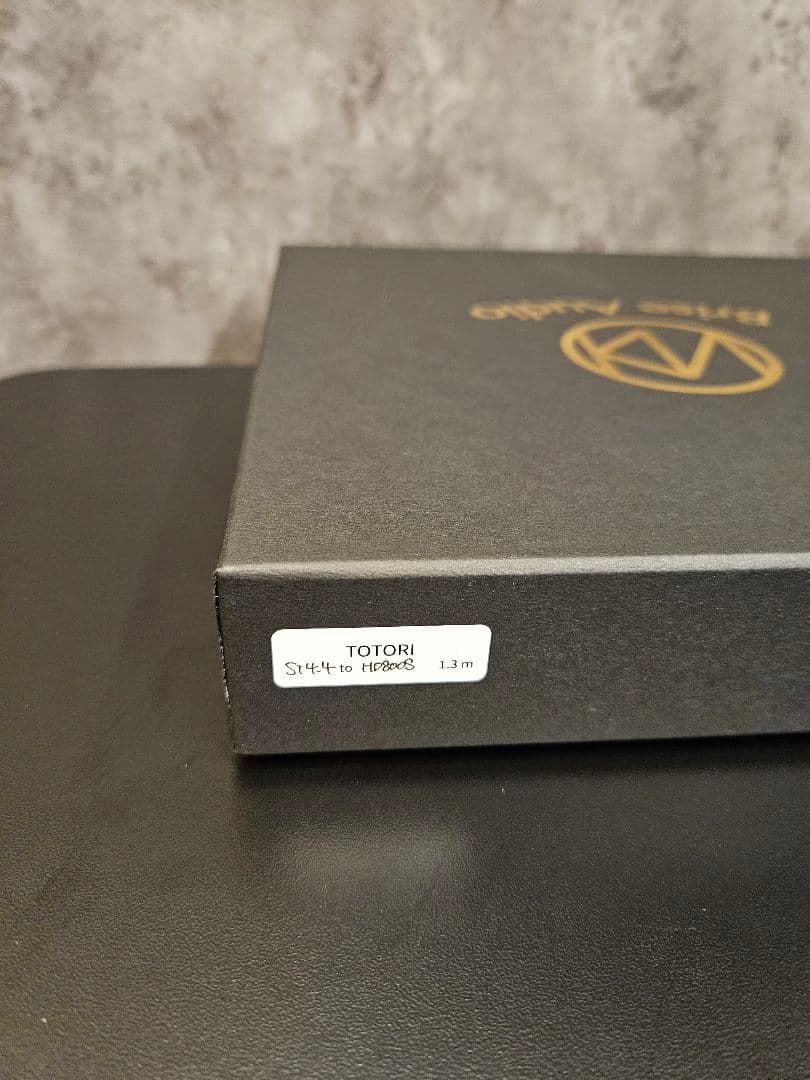 Brise Audio
TOTORI
St4.4 to HD800S 1.3 m